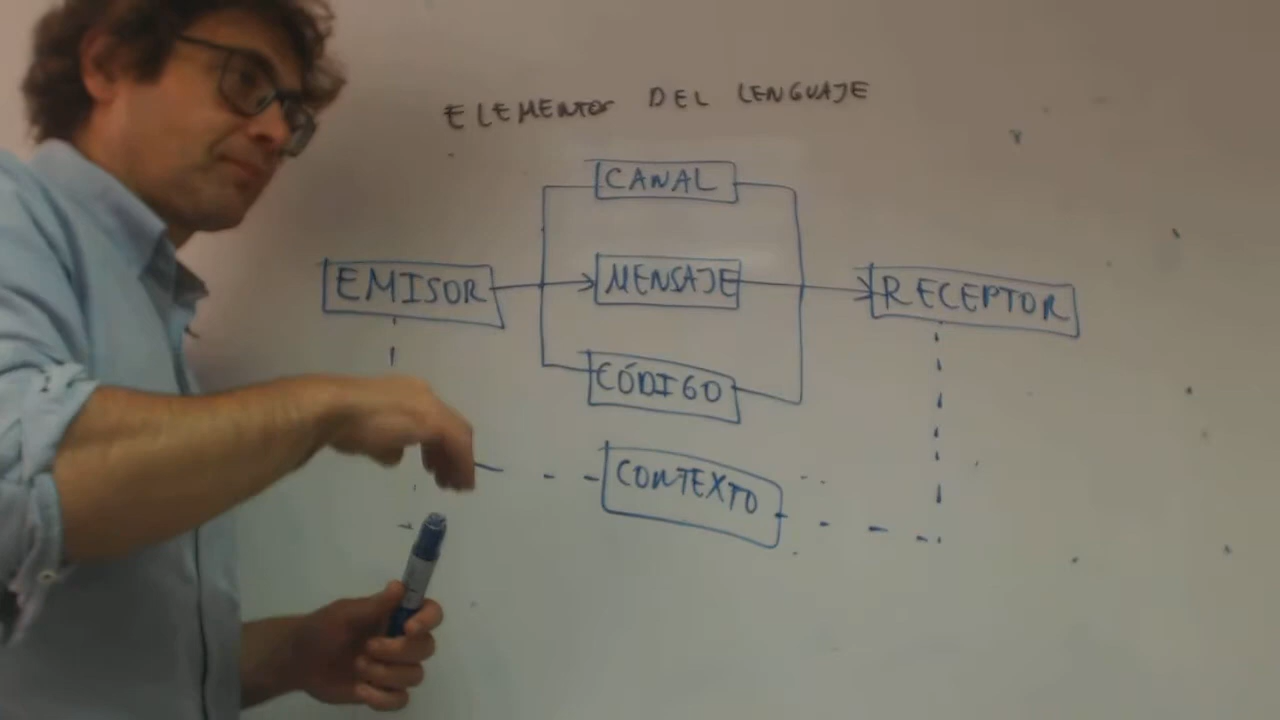 ELEMENTOS DEL LENGUAJE
CANAL
EMISOR MENSAJE RECEPTOR
CÓDIGO
CONTEXTO